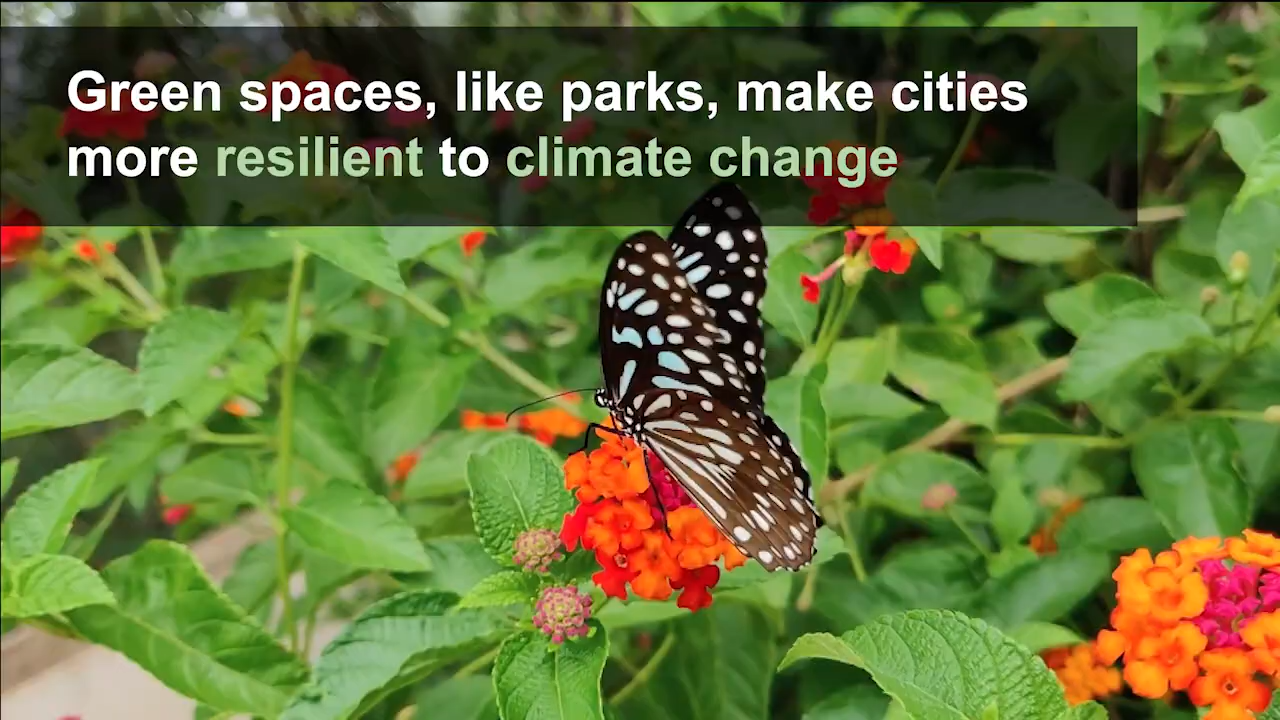 Green spaces, like parks, make cities
more resilient to climate change